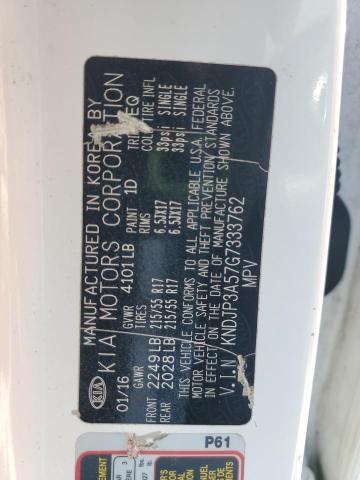 KIA
MANUFACTURED IN KOREA BY
KIA MOTORS CORPORATION
01/16 GVWR 4101LB PAINT 1D TRIM EQ
GAWR TIRES RIMS COLD TIRE INFL
FRONT 2249LB 215/55 R17 6.5JX17 33psi SINGLE
REAR 2028LB 215/55 R17 6.5JX17 33psi SINGLE
THIS VEHICLE CONFORMS TO ALL APPLICABLE U.S.A. FEDERAL
MOTOR VEHICLE SAFETY AND THEFT PREVENTION STANDARDS
IN EFFECT ON THE DATE OF MANUFACTURE SHOWN ABOVE.
V.I.N KNDJP3A57G7333762
MPV
P61